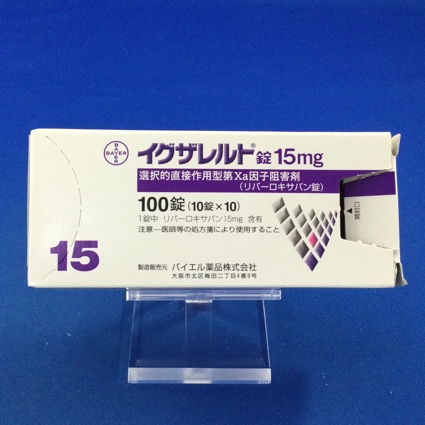 BAYER
BAYER
イグザレルト®錠15mg
選択的直接作用型第Xa因子阻害剤
(リバーロキサバン錠)
100錠(10錠×10)
1錠中 リバーロキサバン15mg 含有
注意-医師等の処方箋により使用すること
15
製造販売元 バイエル薬品株式会社
大阪市北区梅田二丁目4番9号
開封口